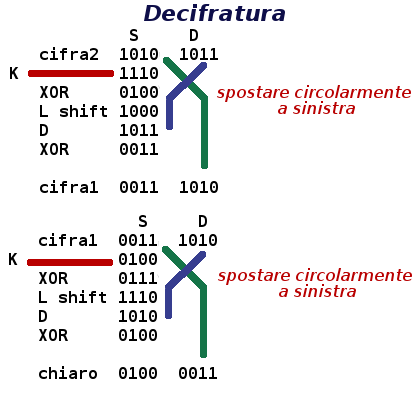 Decifratura
S D
cifra2 1010 1011
K 1110
XOR 0100
L shift 1000
D 1011
XOR 0011
cifra1 0011 1010
spostare circolarmente
a sinistra
S D
cifra1 0011 1010
K 0100
XOR 0111
L shift 1110
D 1010
XOR 0100
chiaro 0100 0011
spostare circolarmente
a sinistra